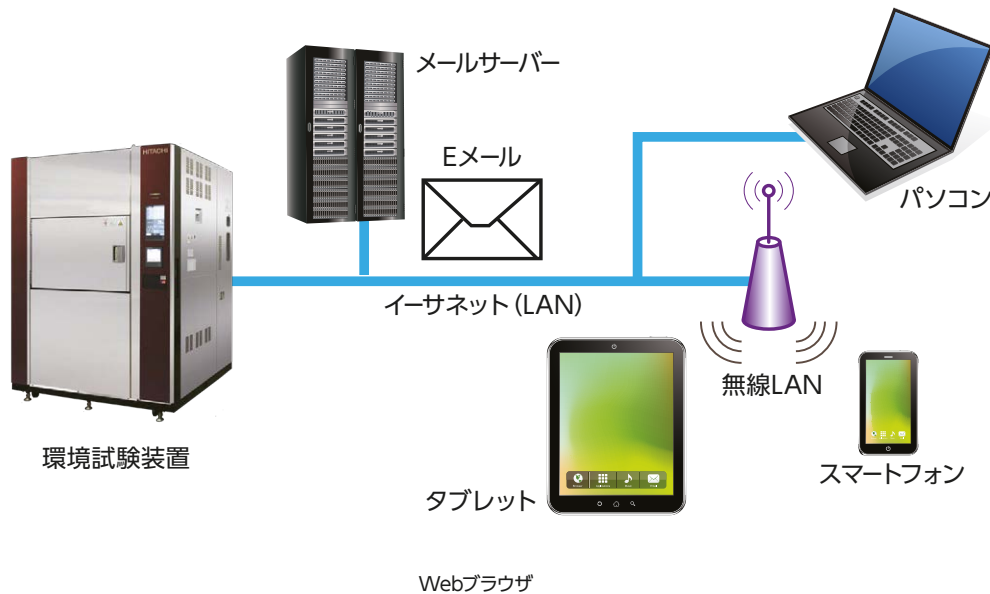 メールサーバー
Eメール
HITACHI
パソコン
イーサネット（LAN）
無線LAN
環境試験装置
スマートフォン
タブレット
Webブラウザ